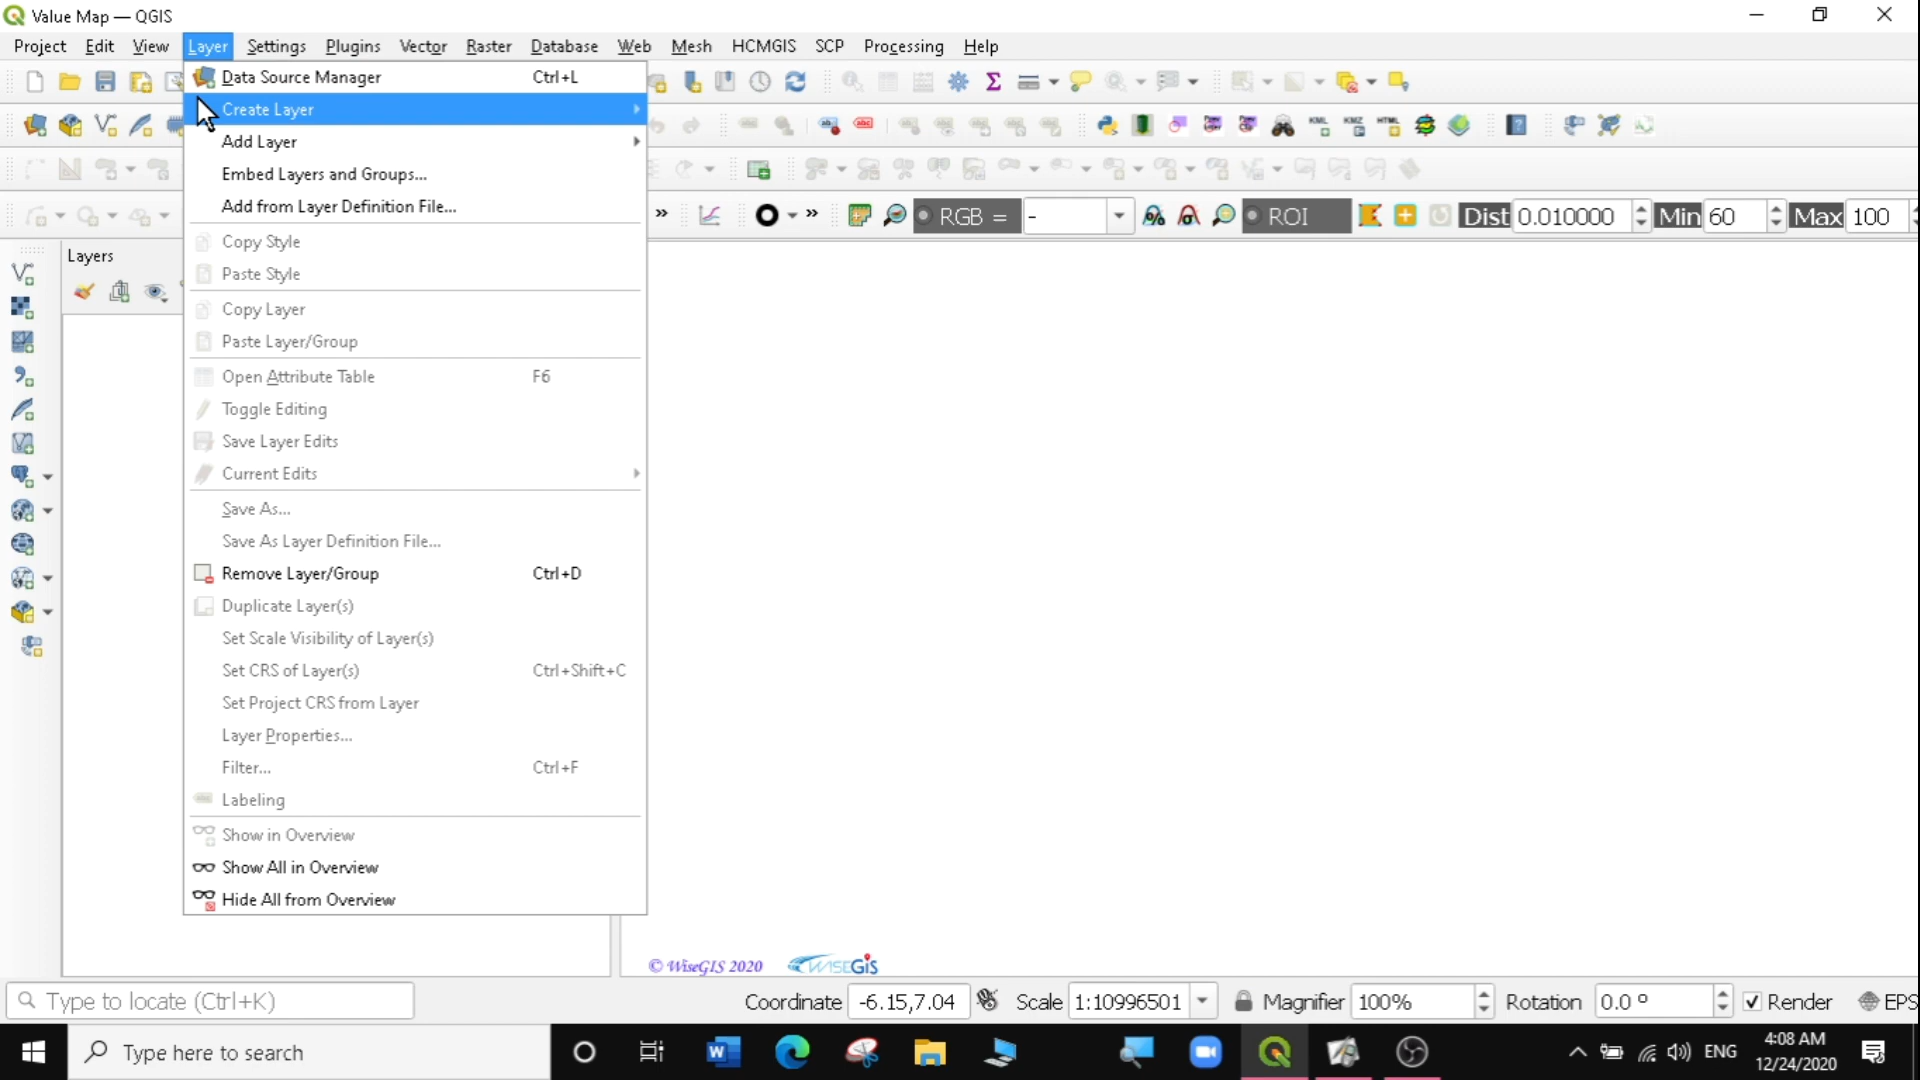 Value Map — QGIS
Project Edit View Layer Settings Plugins Vector Raster Database Web Mesh HCMGIS SCP Processing Help
Data Source Manager Ctrl+L
Create Layer
Add Layer
Embed Layers and Groups...
Add from Layer Definition File...
RGB = - ROI Dist 0.010000 Min 60 Max 100
Layers
Copy Style
Paste Style
Copy Layer
Paste Layer/Group
Open Attribute Table F6
Toggle Editing
Save Layer Edits
Current Edits
Save As...
Save As Layer Definition File...
Remove Layer/Group Ctrl+D
Duplicate Layer(s)
Set Scale Visibility of Layer(s)
Set CRS of Layer(s) Ctrl+Shift+C
Set Project CRS from Layer
Layer Properties...
Filter... Ctrl+F
Labeling
Show in Overview
Show All in Overview
Hide All from Overview
© WiseGIS 2020 WISEGIS
Type to locate (Ctrl+K) Coordinate -6.15,7.04 Scale 1:10996501 Magnifier 100% Rotation 0.0 ° Render EPS
Type here to search ENG 4:08 AM
12/24/2020